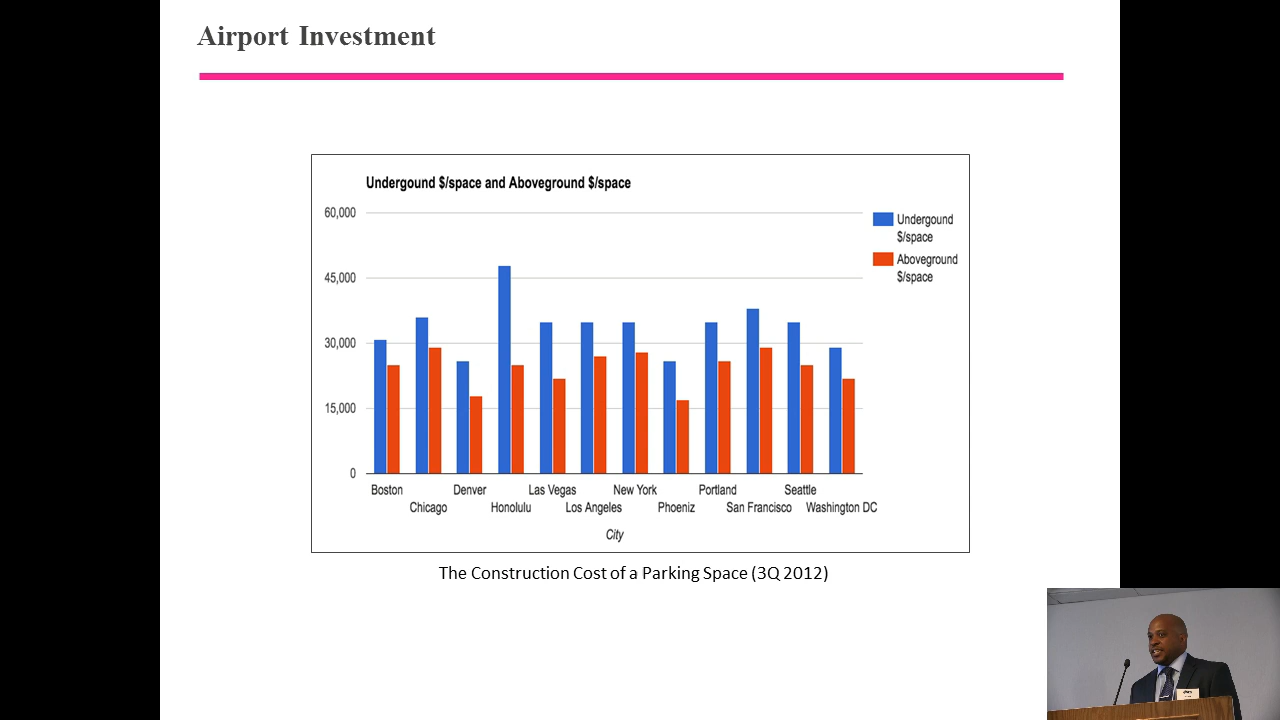 Airport Investment
Undergound $/space and Aboveground $/space
60,000
45,000
30,000
15,000
0
Undergound
$/space
Aboveground
$/space
Boston
Chicago
Denver
Honolulu
Las Vegas
Los Angeles
New York
Phoeniz
Portland
San Francisco
Seattle
Washington DC
City
The Construction Cost of a Parking Space (3Q 2012)